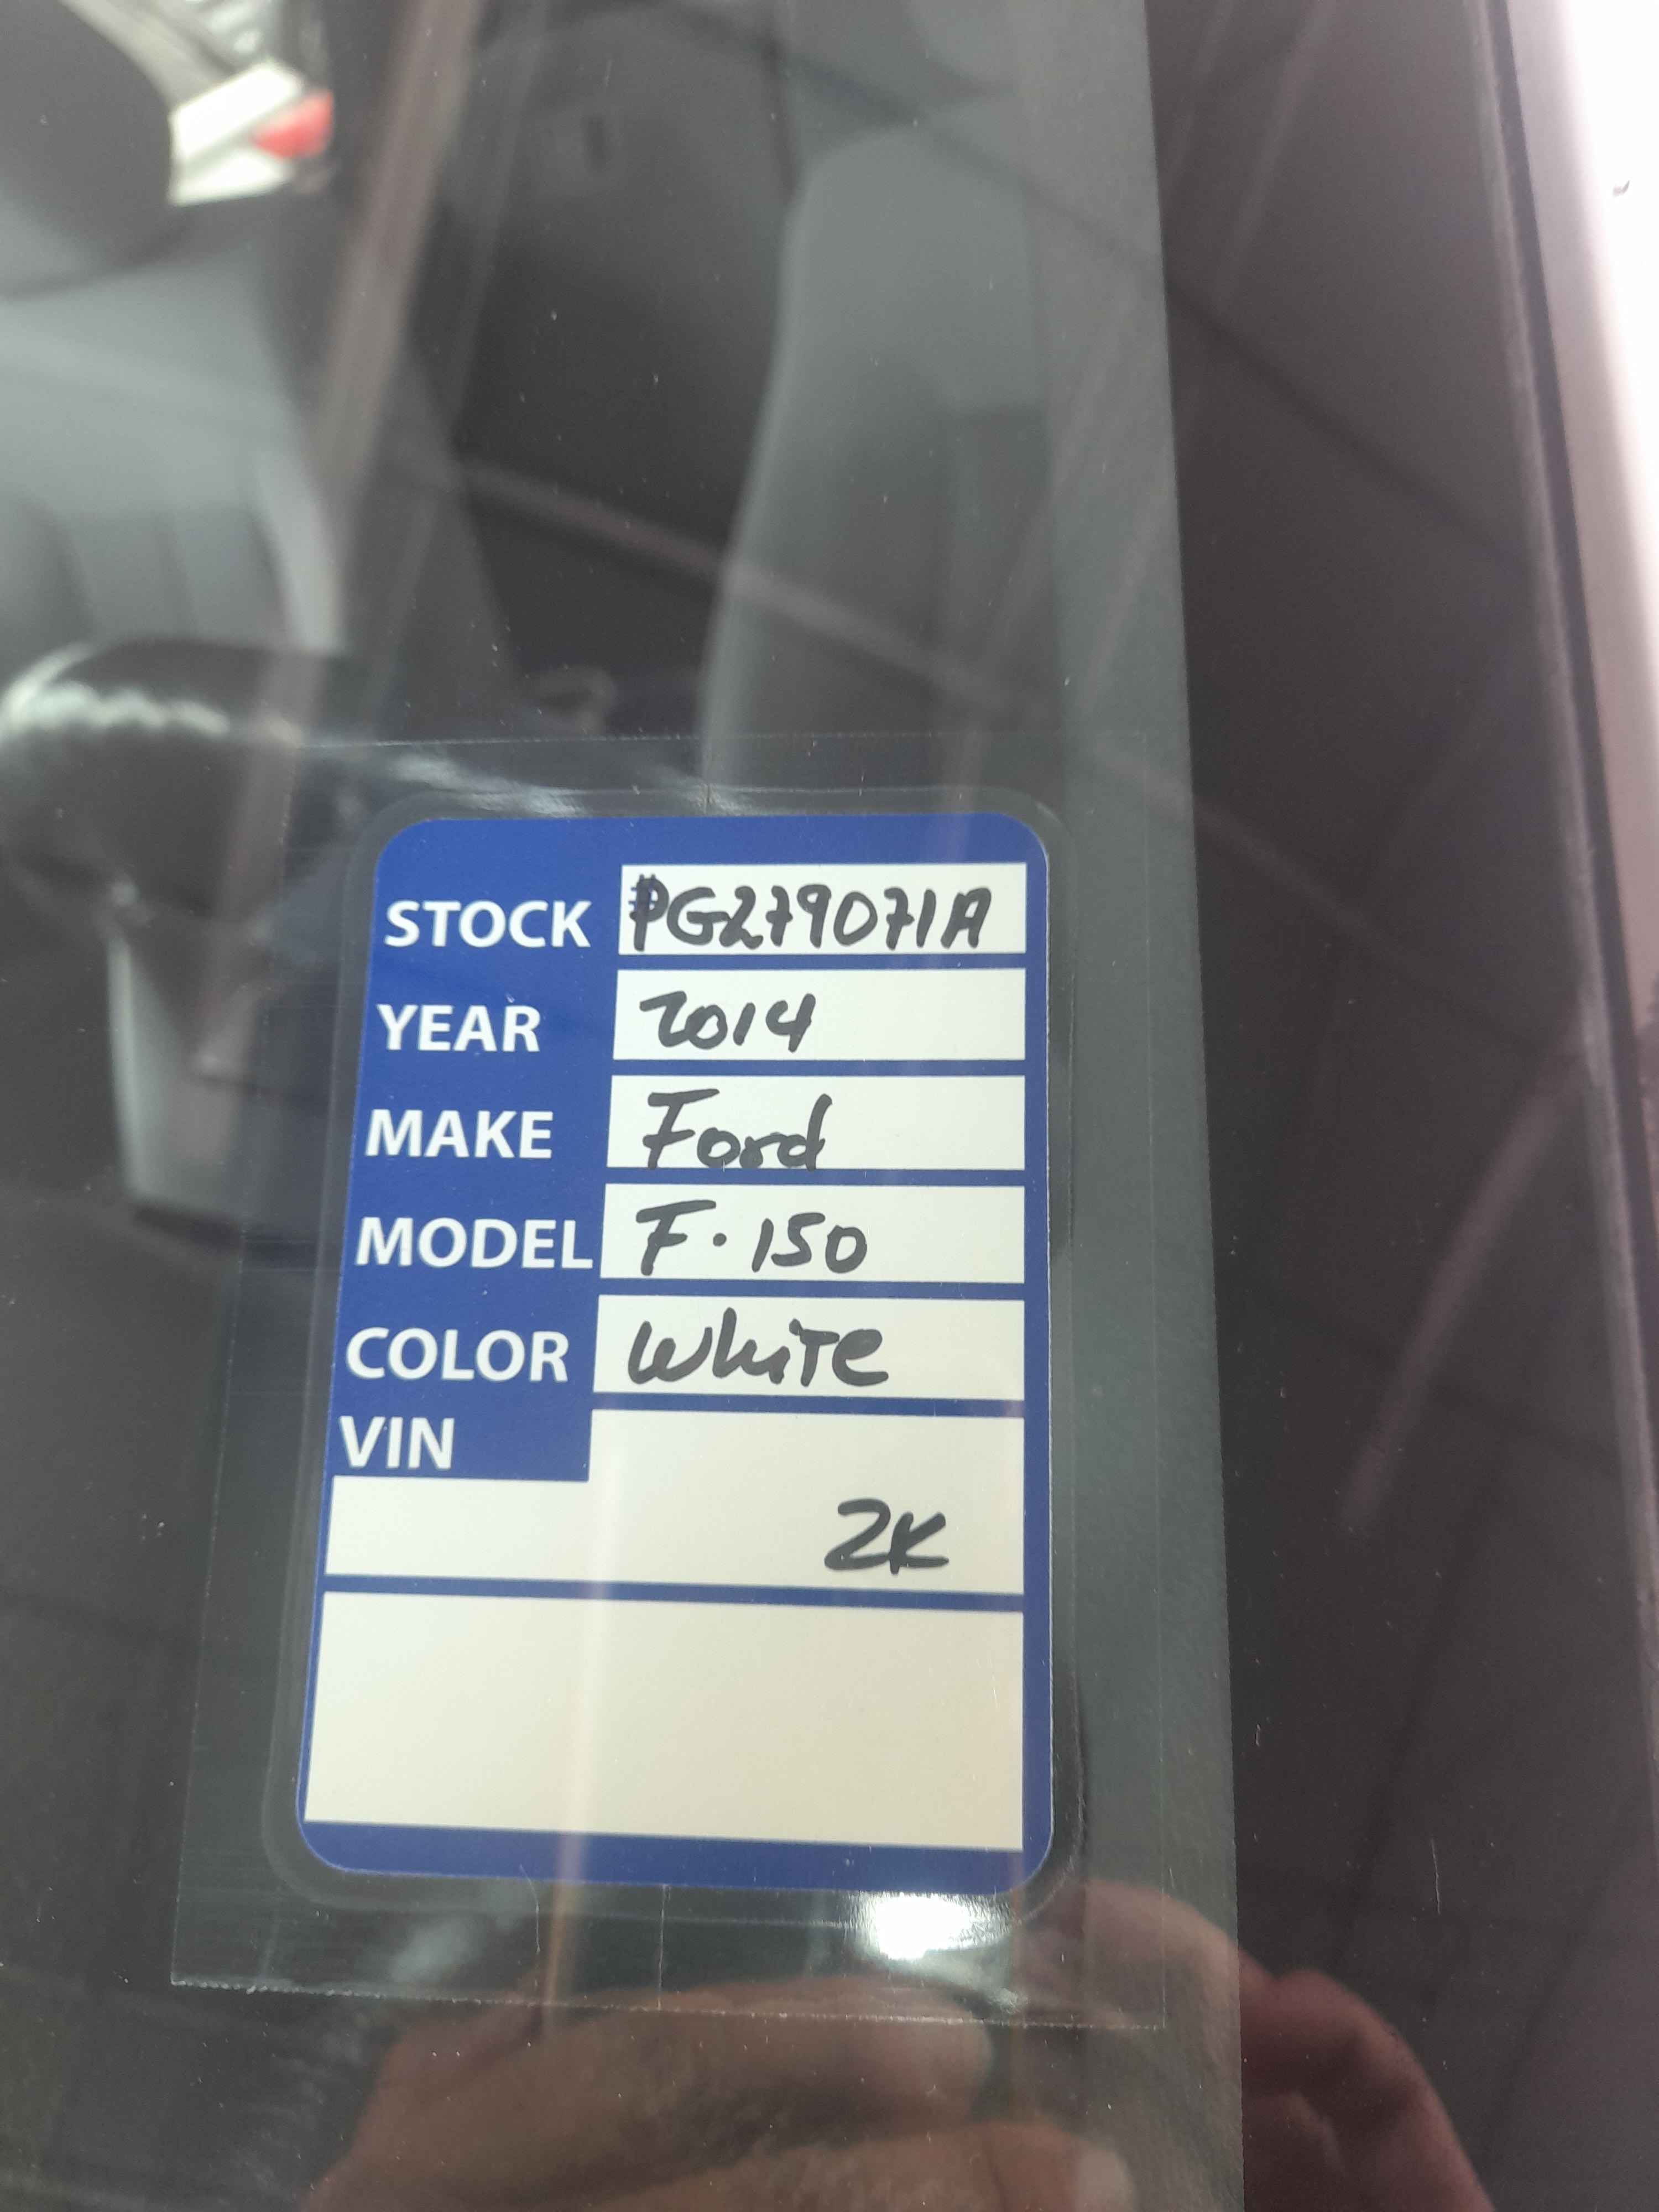 STOCK PG279071A
YEAR 2014
MAKE Ford
MODEL F-150
COLOR White
VIN
2K